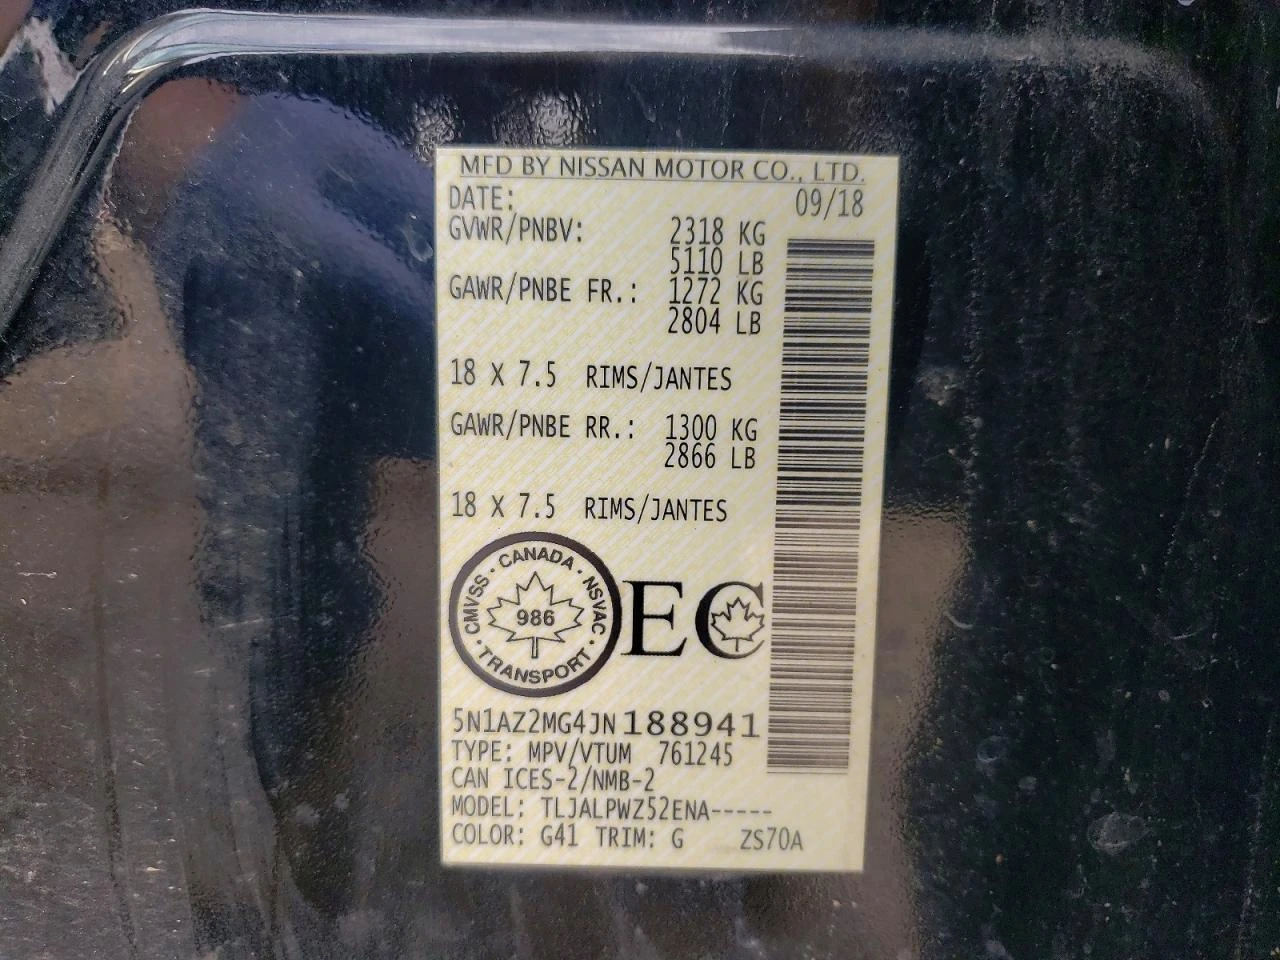 MFD BY NISSAN MOTOR CO., LTD.
DATE: 09/18
GVWR/PNBV: 2318 KG
5110 LB
GAWR/PNBE FR.: 1272 KG
2804 LB
18 X 7.5 RIMS/JANTES
GAWR/PNBE RR.: 1300 KG
2866 LB
18 X 7.5 RIMS/JANTES
CMVSS · CANADA · NSVAC · TRANSPORT ·
986
EC
5N1AZ2MG4JN188941
TYPE: MPV/VTUM 761245
CAN ICES-2/NMB-2
MODEL: TLJALPWZ52ENA-----
COLOR: G41 TRIM: G ZS70A